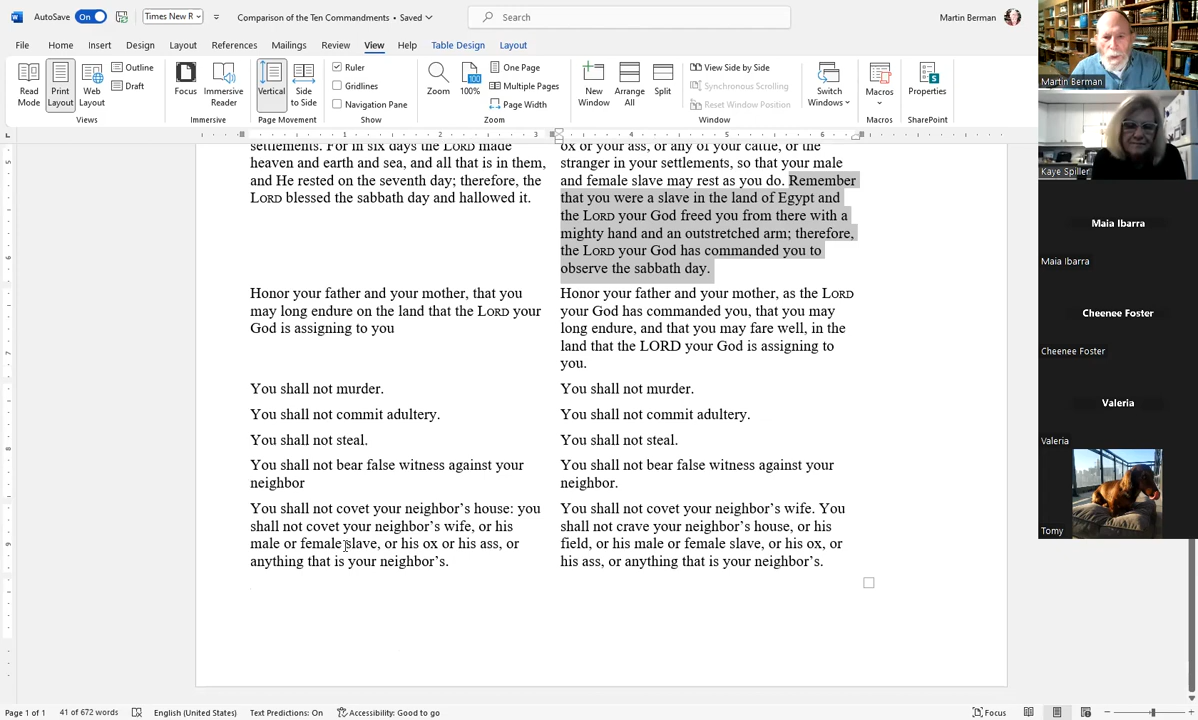 AutoSave On Times New R Comparison of the Ten Commandments • Saved Search Martin Berman
File Home Insert Design Layout References Mailings Review View Help Table Design Layout
Read Mode
Print Layout
Web Layout
Outline
Draft
Views
Focus
Immersive Reader
Immersive
Vertical
Side to Side
Page Movement
Ruler
Gridlines
Navigation Pane
Show
Zoom
100%
One Page
Multiple Pages
Page Width
Zoom
New Window
Arrange All
Split
View Side by Side
Synchronous Scrolling
Reset Window Position
Window
Switch Windows
Macros
Macros
Properties
SharePoint
1 2 3 4 5 6
5
6
7
8
9
settlements. For in six days the LORD made
heaven and earth and sea, and all that is in them,
and He rested on the seventh day; therefore, the
LORD blessed the sabbath day and hallowed it.
ox or your ass, or any of your cattle, or the
stranger in your settlements, so that your male
and female slave may rest as you do. Remember
that you were a slave in the land of Egypt and
the LORD your God freed you from there with a
mighty hand and an outstretched arm; therefore,
the LORD your God has commanded you to
observe the sabbath day.
Honor your father and your mother, that you
may long endure on the land that the LORD your
God is assigning to you
Honor your father and your mother, as the LORD
your God has commanded you, that you may
long endure, and that you may fare well, in the
land that the LORD your God is assigning to
you.
You shall not murder.
You shall not murder.
You shall not commit adultery.
You shall not commit adultery.
You shall not steal.
You shall not steal.
You shall not bear false witness against your
neighbor
You shall not bear false witness against your
neighbor.
You shall not covet your neighbor’s house: you
shall not covet your neighbor’s wife, or his
male or female slave, or his ox or his ass, or
anything that is your neighbor’s.
You shall not covet your neighbor’s wife. You
shall not crave your neighbor’s house, or his
field, or his male or female slave, or his ox, or
his ass, or anything that is your neighbor’s.
Martin Berman
Kaye Spiller
Maia Ibarra
Maia Ibarra
Cheenee Foster
Cheenee Foster
Valeria
Valeria
Tomy
Page 1 of 1 41 of 672 words English (United States) Text Predictions: On Accessibility: Good to go Focus